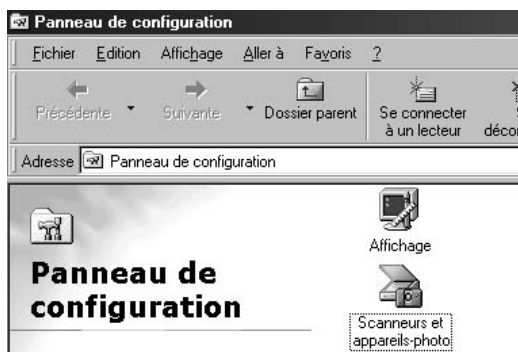 Panneau de configuration
Fichier Edition Affichage Aller à Favoris ?
Précédente Suivante Dossier parent Se connecter
à un lecteur
Adresse Panneau de configuration
Affichage
Panneau de
configuration
Scanneurs et
appareils-photo